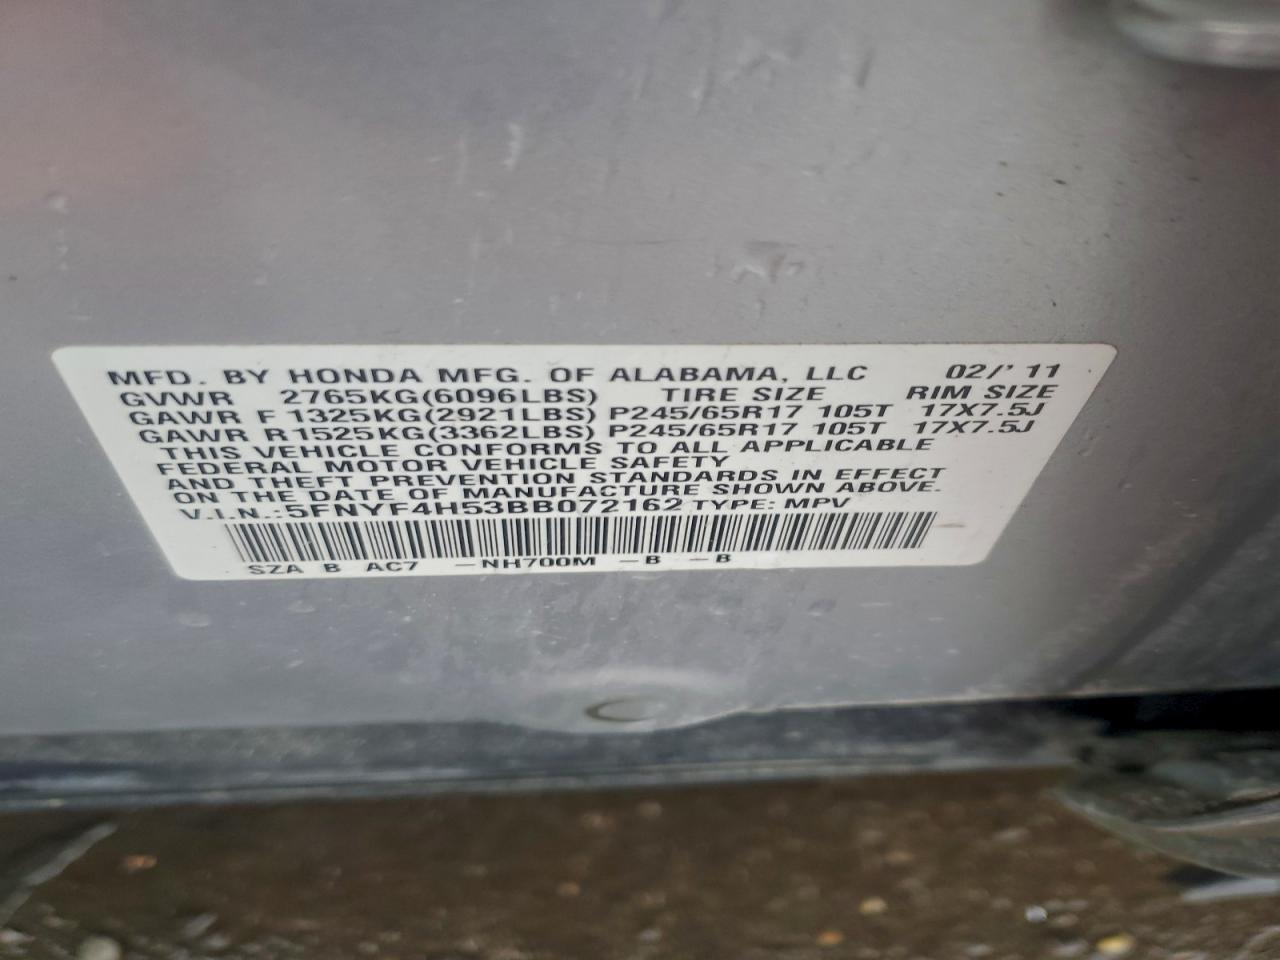 MFD. BY HONDA MFG. OF ALABAMA, LLC 02/' 11
GVWR 2765KG(6096LBS) TIRE SIZE RIM SIZE
GAWR F 1325KG(2921LBS) P245/65R17 105T 17X7.5J
GAWR R1525KG(3362LBS) P245/65R17 105T 17X7.5J
THIS VEHICLE CONFORMS TO ALL APPLICABLE
FEDERAL MOTOR VEHICLE SAFETY
AND THEFT PREVENTION STANDARDS IN EFFECT
ON THE DATE OF MANUFACTURE SHOWN ABOVE.
V.I.N.:5FNYF4H53BB072162 TYPE: MPV
SZA B AC7 -NH700M -B -B